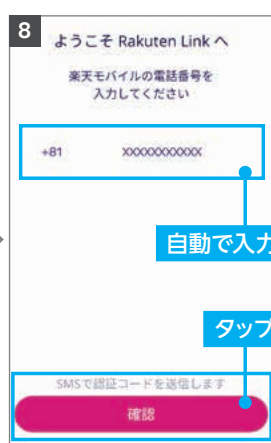 8
ようこそ Rakuten Link へ
楽天モバイルの電話番号を
入力してください
+81 XXXXXXXXXXX
自動で入力
タップ
SMSで認証コードを送信します
確認